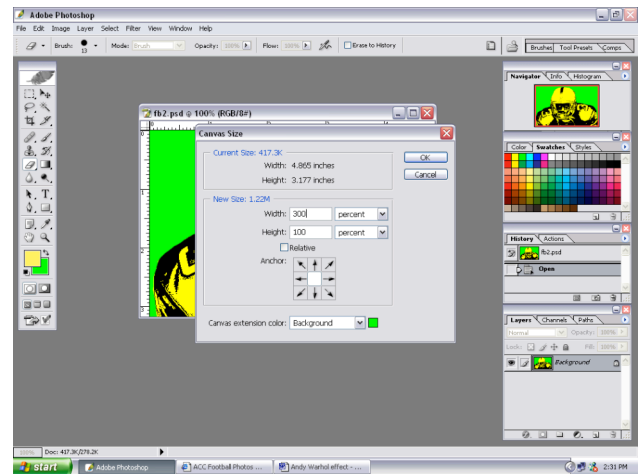 Adobe Photoshop
File Edit Image Layer Select Filter View Window Help
Brush: 13 Mode: Brush Opacity: 100% Flow: 100% Erase to History
Brushes Tool Presets Comps
Navigator Info Histogram
fb2.psd @ 100% (RGB/8#)
Canvas Size
Current Size: 417.3K
Width: 4.865 inches
Height: 3.177 inches
OK
Cancel
New Size: 1.22M
Width: 300 percent
Height: 100 percent
Relative
Anchor:
Canvas extension color: Background
Color Swatches Styles
History Actions
fb2.psd
Open
Layers Channels Paths
Normal Opacity: 100%
Lock: Fill: 100%
Background
100% Doc: 417.3K/278.2K
start Adobe Photoshop ACC Football Photos ... Andy Warhol effect - ... 2:31 PM